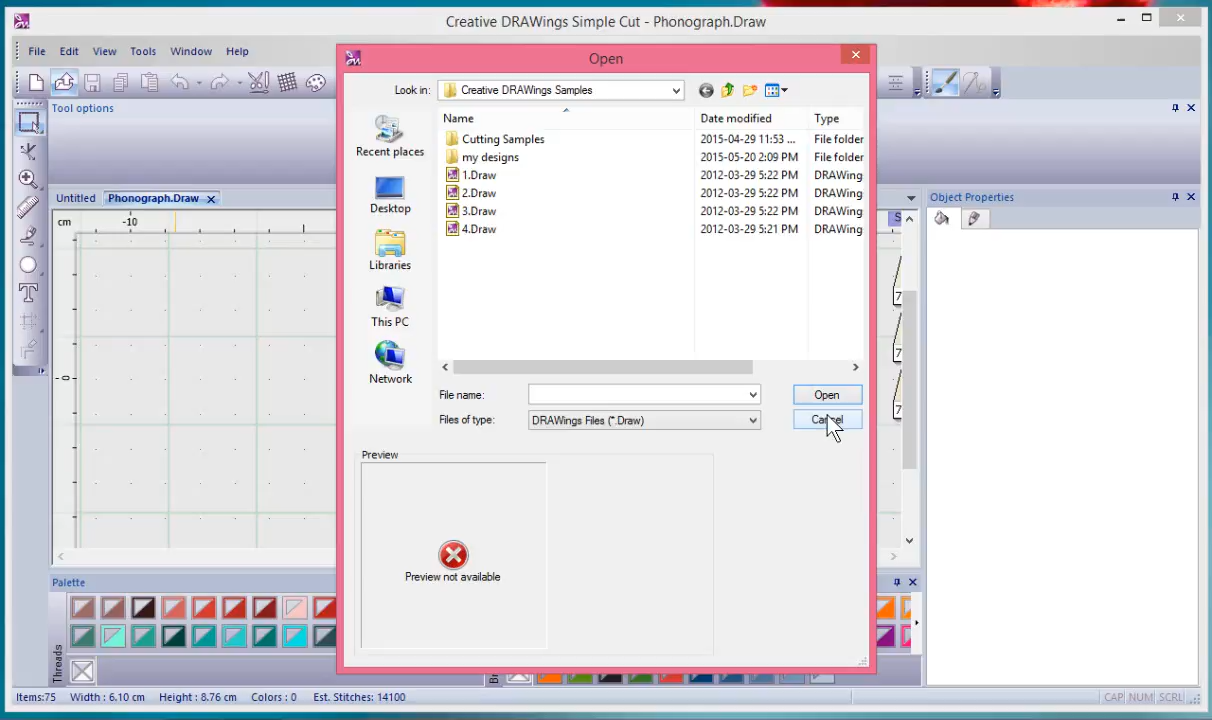 Creative DRAWings Simple Cut - Phonograph.Draw
File Edit View Tools Window Help
Tool options
Untitled Phonograph.Draw
cm
-10
0
Open
Look in: Creative DRAWings Samples
Recent places
Desktop
Libraries
This PC
Network
Name Date modified Type
Cutting Samples 2015-04-29 11:53 ... File folder
my designs 2015-05-20 2:09 PM File folder
1.Draw 2012-03-29 5:22 PM DRAWing
2.Draw 2012-03-29 5:22 PM DRAWing
3.Draw 2012-03-29 5:22 PM DRAWing
4.Draw 2012-03-29 5:21 PM DRAWing
File name: Open
Files of type: DRAWings Files (*.Draw) Cancel
Preview
Preview not available
Object Properties
S
7
7
7
Palette
Threads
Items:75 Width : 6.10 cm Height : 8.76 cm Colors : 0 Est. Stitches: 14100 CAP NUM SCRL